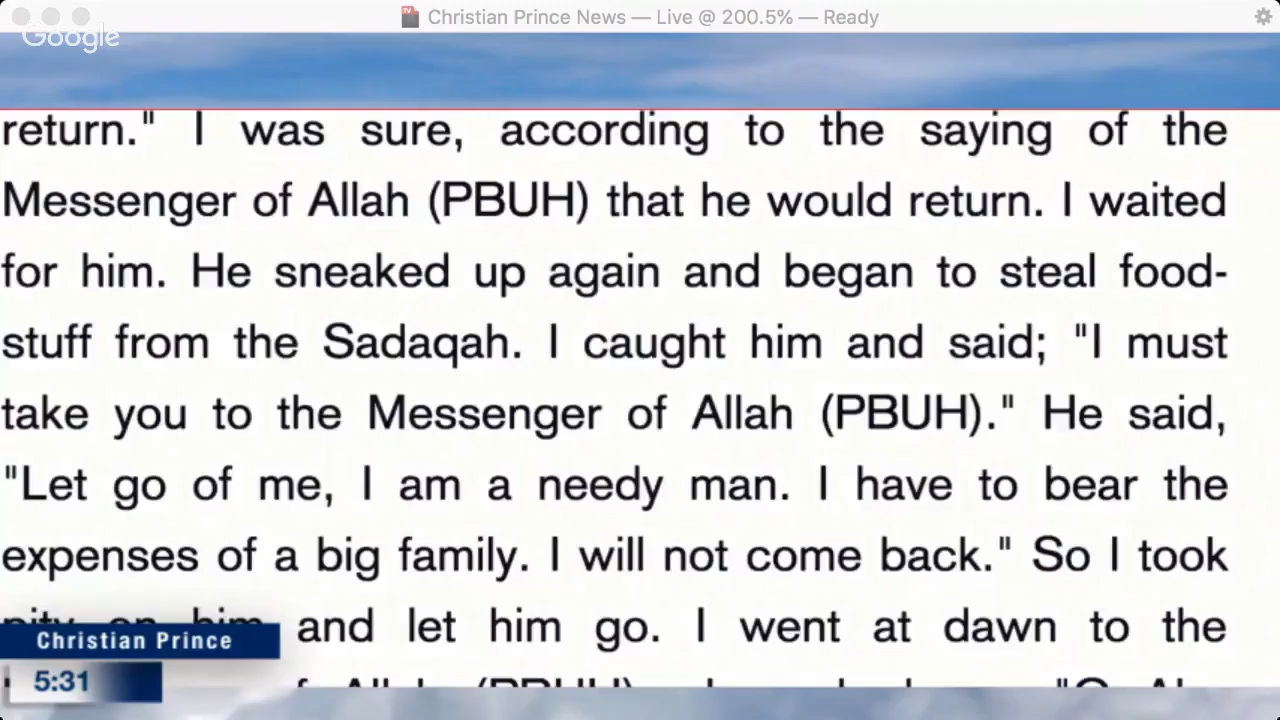 Christian Prince News — Live @ 200.5% — Ready
Google
return." I was sure, according to the saying of the
Messenger of Allah (PBUH) that he would return. I waited
for him. He sneaked up again and began to steal food-
stuff from the Sadaqah. I caught him and said; "I must
take you to the Messenger of Allah (PBUH)." He said,
"Let go of me, I am a needy man. I have to bear the
expenses of a big family. I will not come back." So I took
pity on him and let him go. I went at dawn to the
Christian Prince
5:31